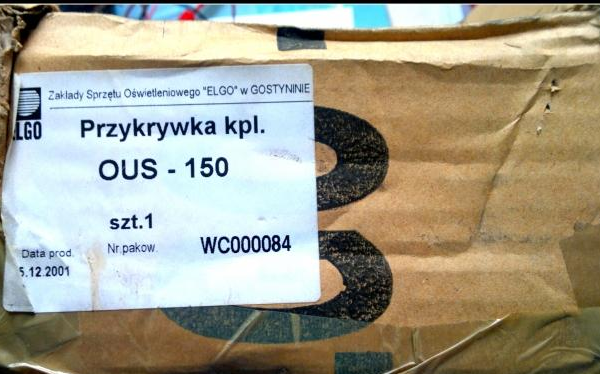 Zakłady Sprzętu Oświetleniowego "ELGO" w GOSTYNINIE
ELGO
Przykrywka kpl.
OUS - 150
szt.1
Nr.pakow. WC000084
Data prod.
5.12.2001